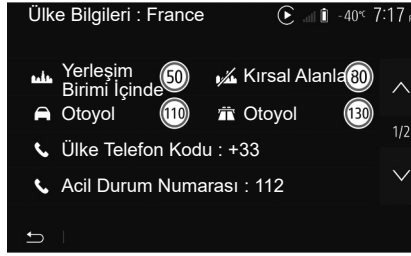 Ülke Bilgileri : France -40°C 7:17
Yerleşim Birimi İçinde 50 Kırsal Alanla 80
Otoyol 110 Otoyol 130
1/2
Ülke Telefon Kodu : +33
Acil Durum Numarası : 112